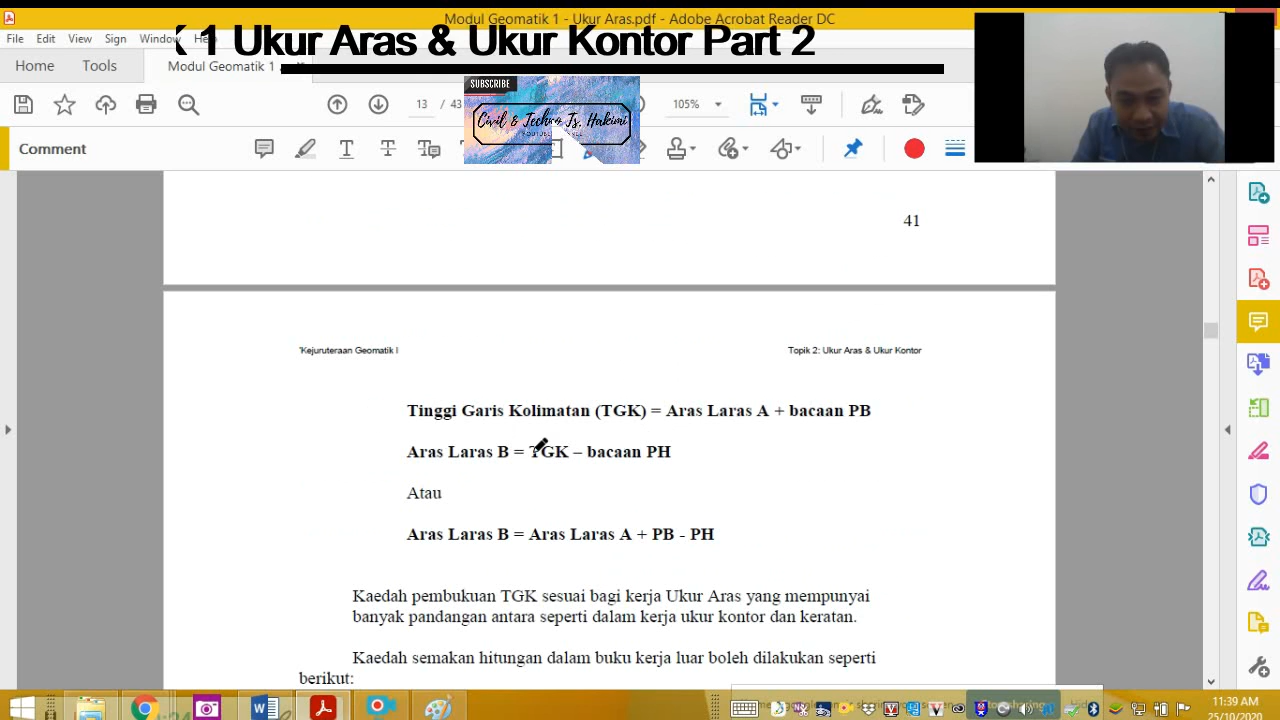 Modul Geomatik 1 - Ukur Aras.pdf - Adobe Acrobat Reader DC
File Edit View Sign Window Help
1 Ukur Aras & Ukur Kontor Part 2
Home Tools Modul Geomatik 1
SUBSCRIBE
13 / 43
105%
Civil & Techno Ts. Hakimi
Comment
41
'Kejuruteraan Geomatik I
Topik 2: Ukur Aras & Ukur Kontor
Tinggi Garis Kolimatan (TGK) = Aras Laras A + bacaan PB
Aras Laras B = TGK – bacaan PH
Atau
Aras Laras B = Aras Laras A + PB - PH
Kaedah pembukuan TGK sesuai bagi kerja Ukur Aras yang mempunyai
banyak pandangan antara seperti dalam kerja ukur kontor dan keratan.
Kaedah semakan hitungan dalam buku kerja luar boleh dilakukan seperti
berikut:
11:39 AM
25/10/2020